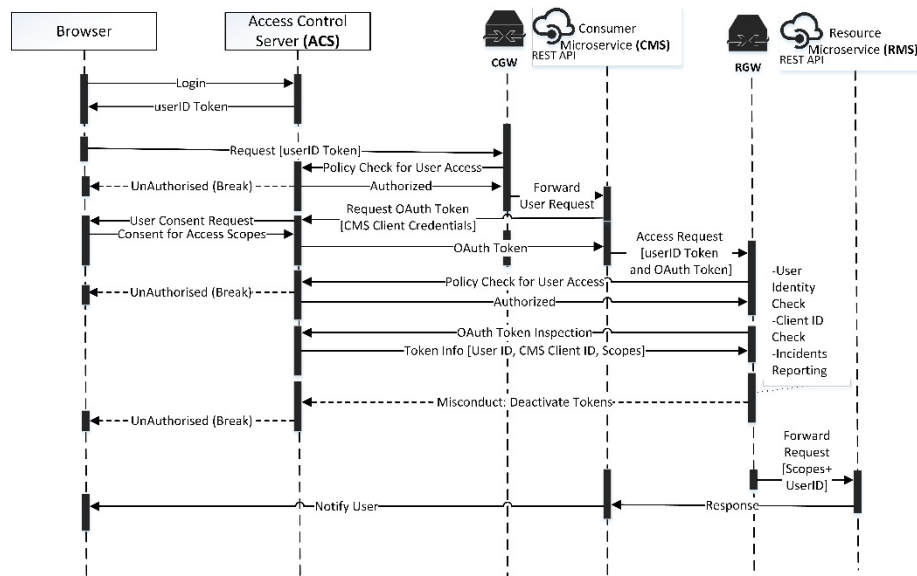 Browser
Access Control
Server (ACS)
CGW
REST API
Consumer
Microservice (CMS)
RGW
REST API
Resource
Microservice (RMS)
Login
userID Token
Request [userID Token]
Policy Check for User Access
UnAuthorised (Break)
Authorized
Forward
User Request
Request OAuth Token
[CMS Client Credentials]
User Consent Request
Consent for Access Scopes
OAuth Token
Access Request
[userID Token
and OAuth Token]
Policy Check for User Access
UnAuthorised (Break)
Authorized
-User
Identity
Check
-Client ID
Check
-Incidents
Reporting
OAuth Token Inspection
Token Info [User ID, CMS Client ID, Scopes]
Misconduct: Deactivate Tokens
UnAuthorised (Break)
Forward
Request
[Scopes+
UserID]
Response
Notify User